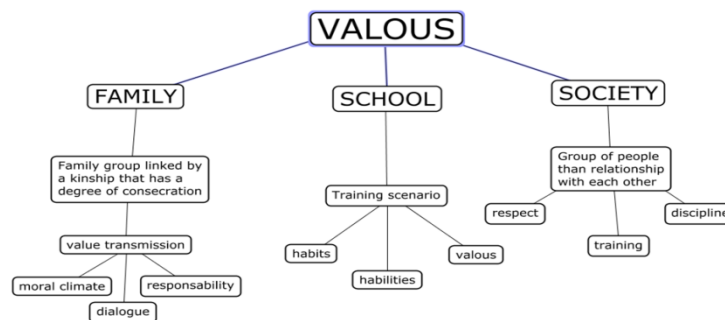 VALOUS
FAMILY
SCHOOL
SOCIETY
Family group linked by
a kinship that has a
degree of consecration
Group of people
than relationship
with each other
Training scenario
respect
discipline
training
value transmission
habits
valous
habilities
moral climate
responsability
dialogue